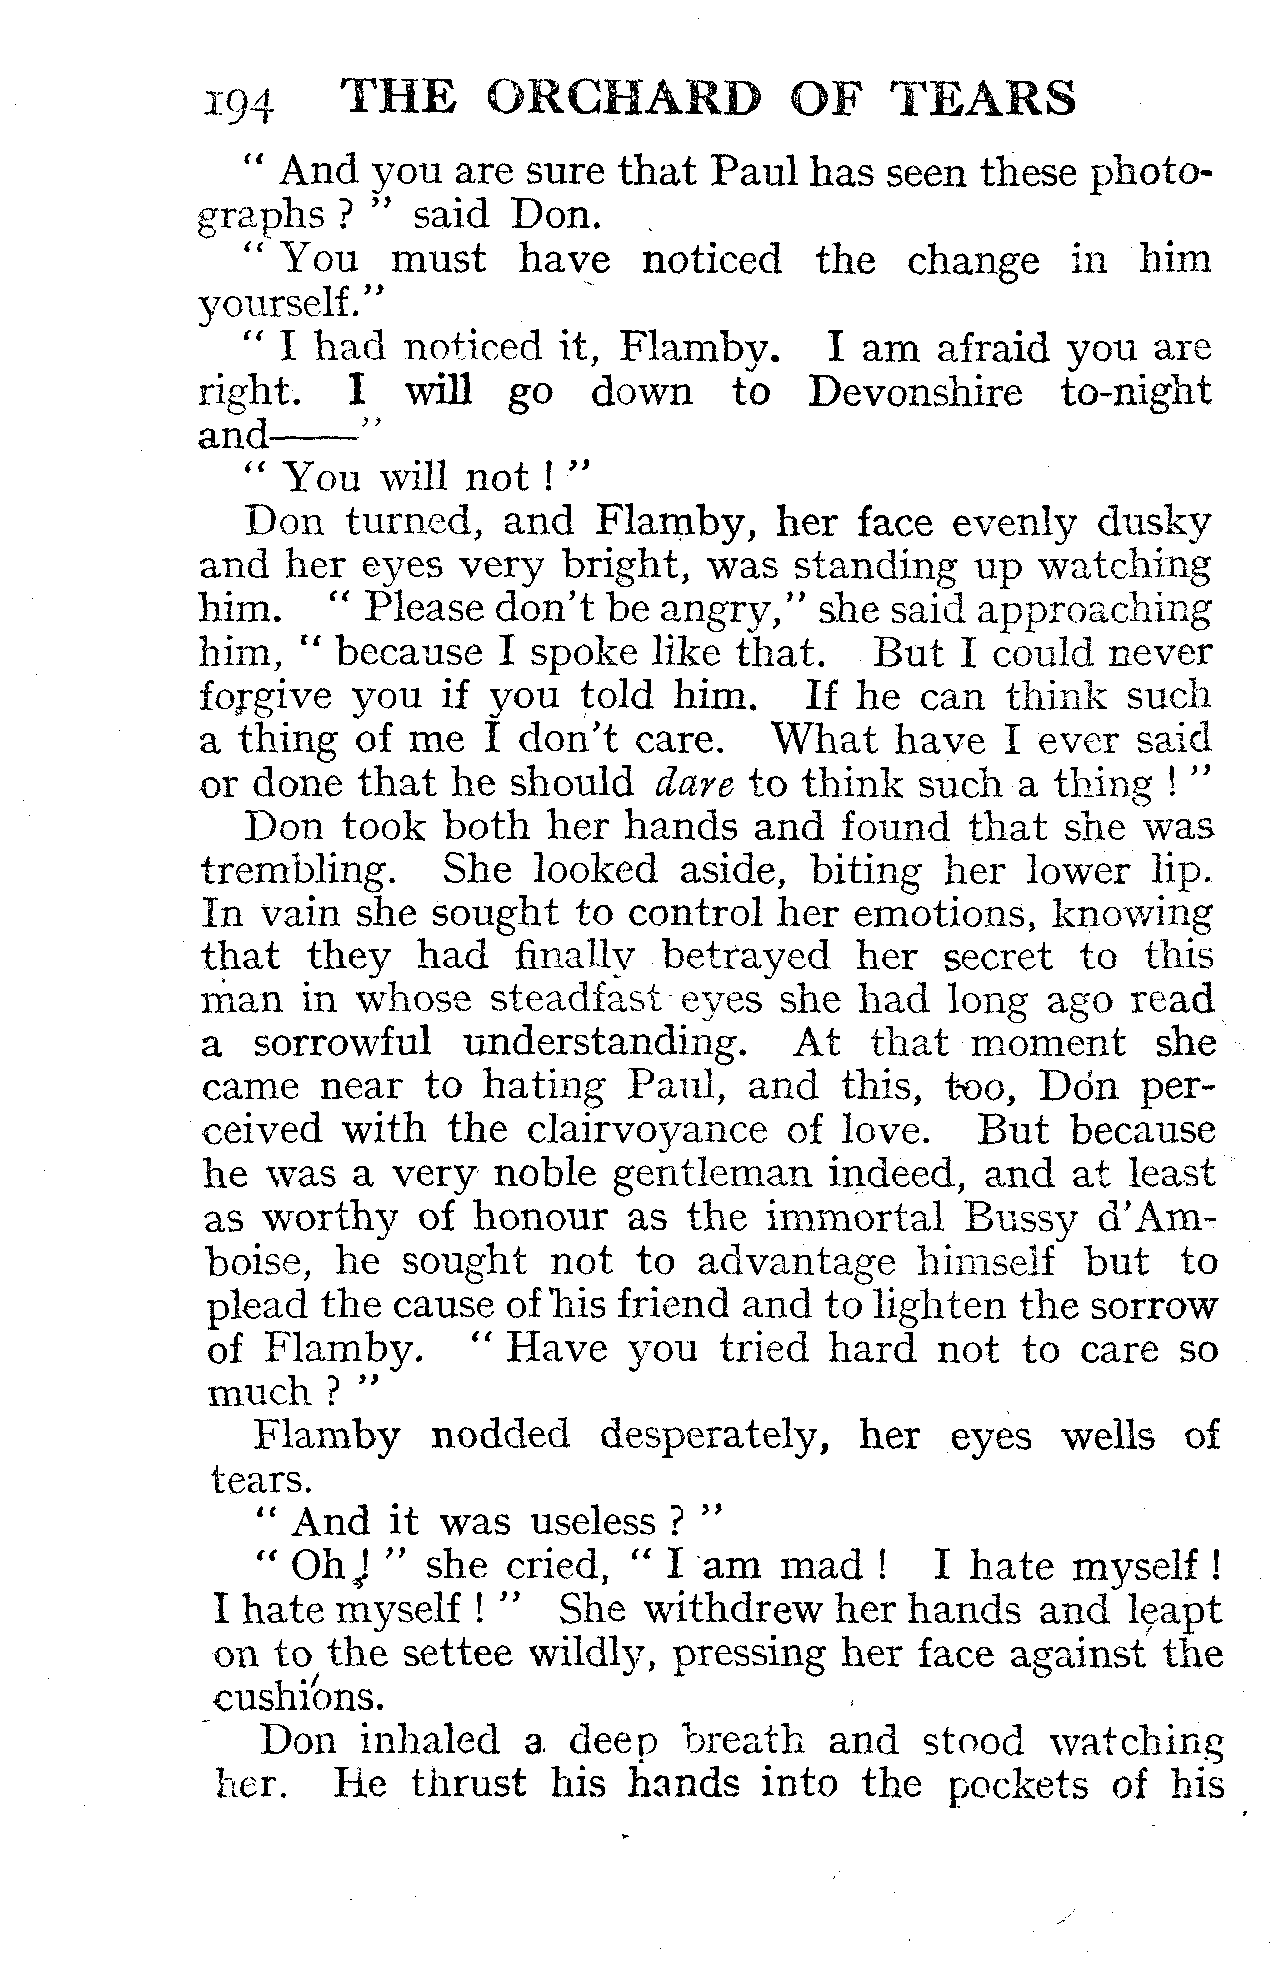 194 THE ORCHARD OF TEARS
“ And you are sure that Paul has seen these photo-
graphs ? ” said Don.
“ You must have noticed the change in him
yourself.”
“ I had noticed it, Flamby. I am afraid you are
right. I will go down to Devonshire to-night
and——”
“ You will not ! ”
Don turned, and Flamby, her face evenly dusky
and her eyes very bright, was standing up watching
him. “ Please don’t be angry,” she said approaching
him, “ because I spoke like that. But I could never
forgive you if you told him. If he can think such
a thing of me I don’t care. What have I ever said
or done that he should dare to think such a thing ! ”
Don took both her hands and found that she was
trembling. She looked aside, biting her lower lip.
In vain she sought to control her emotions, knowing
that they had finally betrayed her secret to this
man in whose steadfast eyes she had long ago read
a sorrowful understanding. At that moment she
came near to hating Paul, and this, too, Don per-
ceived with the clairvoyance of love. But because
he was a very noble gentleman indeed, and at least
as worthy of honour as the immortal Bussy d’Am-
boise, he sought not to advantage himself but to
plead the cause of his friend and to lighten the sorrow
of Flamby. “ Have you tried hard not to care so
much ? ”
Flamby nodded desperately, her eyes wells of
tears.
“ And it was useless ? ”
“ Oh ! ” she cried, “ I am mad ! I hate myself !
I hate myself ! ” She withdrew her hands and leapt
on to the settee wildly, pressing her face against the
cushions.
Don inhaled a deep breath and stood watching
her. He thrust his hands into the pockets of his